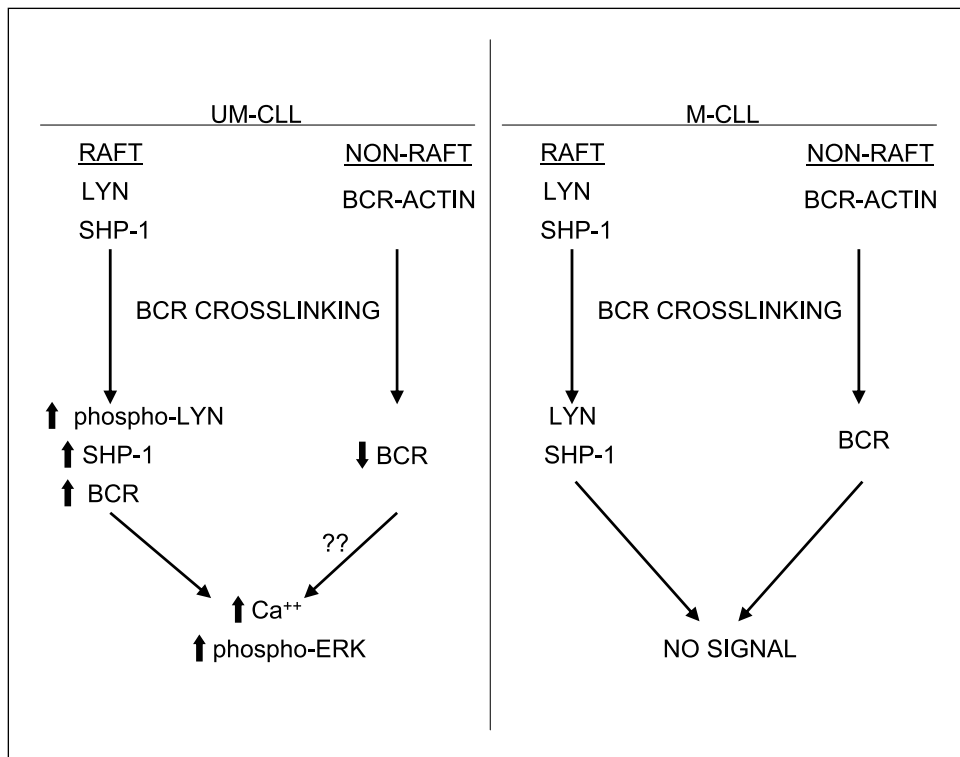 UM-CLL
RAFT
LYN
SHP-1
NON-RAFT
BCR-ACTIN
BCR CROSSLINKING
phospho-LYN
SHP-1
BCR
BCR
??
Ca⁺⁺
phospho-ERK
M-CLL
RAFT
LYN
SHP-1
NON-RAFT
BCR-ACTIN
BCR CROSSLINKING
LYN
SHP-1
BCR
NO SIGNAL